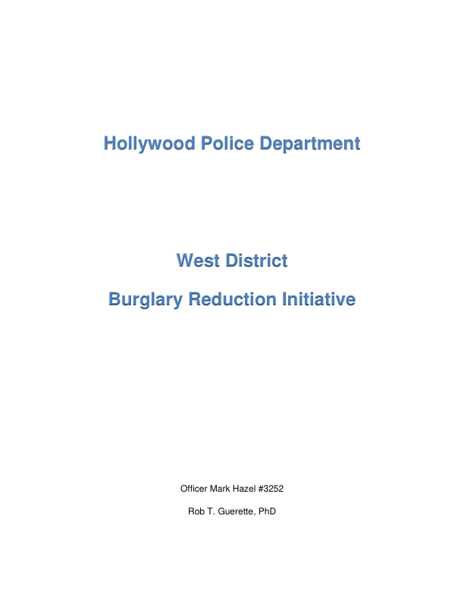 Hollywood Police Department
West District
Burglary Reduction Initiative
Officer Mark Hazel #3252
Rob T. Guerette, PhD